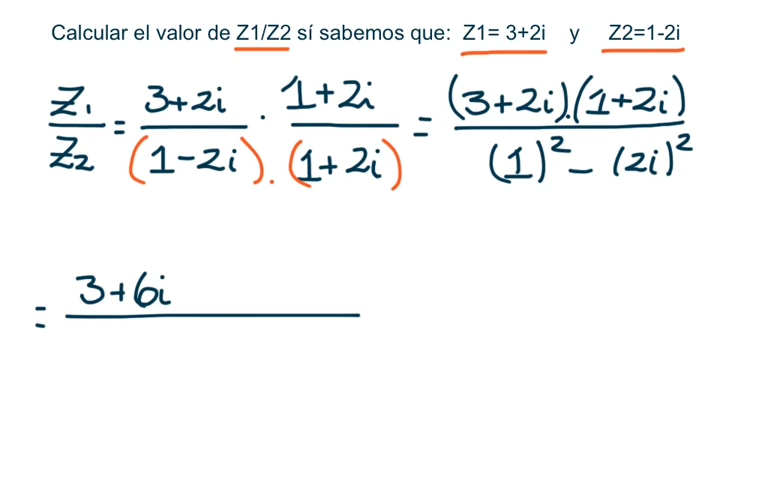 Calcular el valor de Z1/Z2 sí sabemos que: Z1= 3+2i y Z2=1-2i
Z₁/Z₂ = (3+2i)/(1-2i) · (1+2i)/(1+2i) = ((3+2i).(1+2i))/((1)² - (2i)²)
= 3+6i